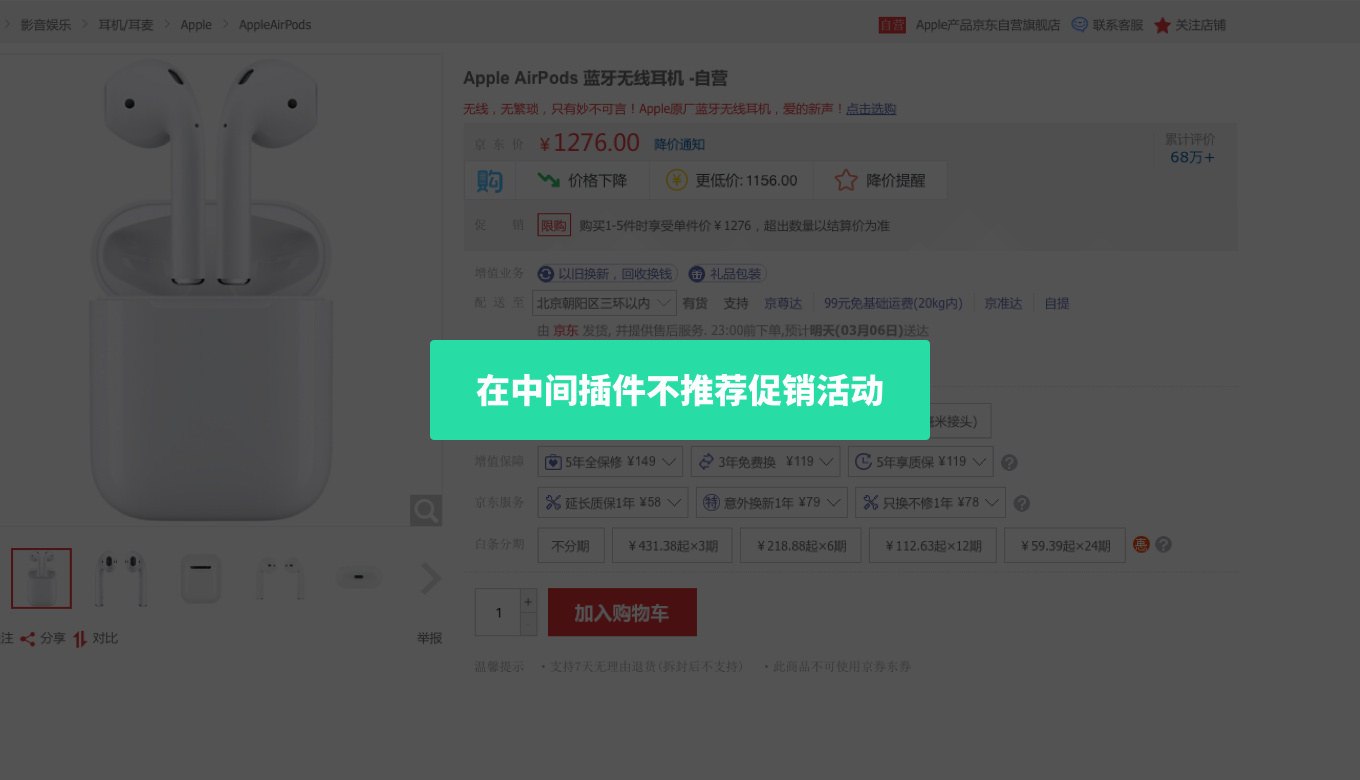 影音娱乐 > 耳机/耳麦 > Apple > AppleAirPods
自营 Apple产品京东自营旗舰店 联系客服 关注店铺
Apple AirPods 蓝牙无线耳机 -自营
无线，无繁琐，只有妙不可言！Apple原厂蓝牙无线耳机，爱的新声！点击选购
京东价 ￥1276.00 降价通知
累计评价
68万+
购 价格下降 ¥ 更低价: 1156.00 降价提醒
促销 限购 购买1-5件时享受单件价￥1276，超出数量以结算价为准
增值业务 以旧换新，回收换钱 礼品包装
配送至 北京朝阳区三环以内 有货 支持 京尊达 99元免基础运费(20kg内) 京准达 自提
由 京东 发货, 并提供售后服务. 23:00前下单,预计明天(03月06日)送达
在中间插件不推荐促销活动
米接头)
增值保障 5年全保修 ¥149 3年免费换 ¥119 5年享质保 ¥119 ?
京东服务 延长质保1年 ¥58 特 意外换新1年 ¥79 只换不修1年 ¥78 ?
白条分期 不分期 ￥431.38起×3期 ￥218.88起×6期 ￥112.63起×12期 ￥59.39起×24期 惠 ?
1 + - 加入购物车
注 分享 对比 举报
温馨提示 •支持7天无理由退货(拆封后不支持) •此商品不可使用京券东券